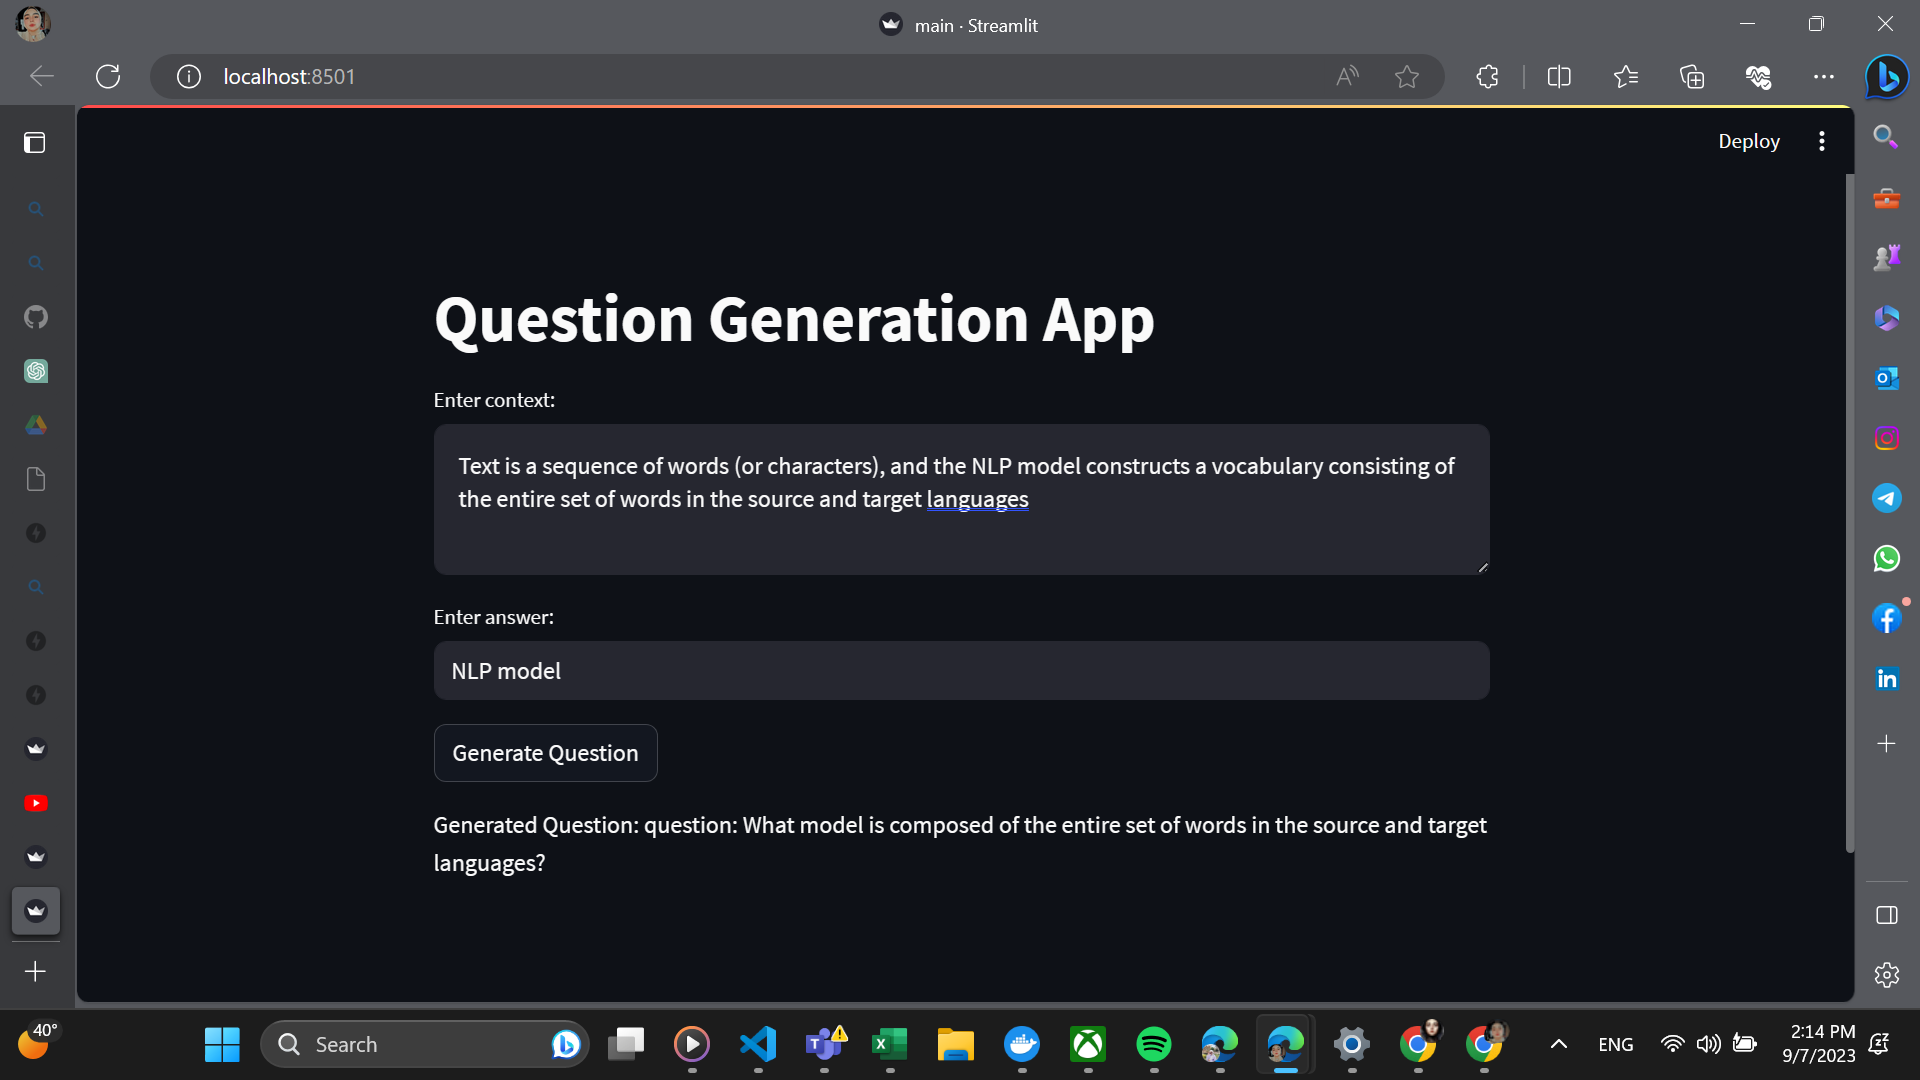 main · Streamlit
localhost:8501
Deploy
Question Generation App
Enter context:
Text is a sequence of words (or characters), and the NLP model constructs a vocabulary consisting of
the entire set of words in the source and target languages
Enter answer:
NLP model
Generate Question
Generated Question: question: What model is composed of the entire set of words in the source and target
languages?
40°
Search
ENG
2:14 PM
9/7/2023